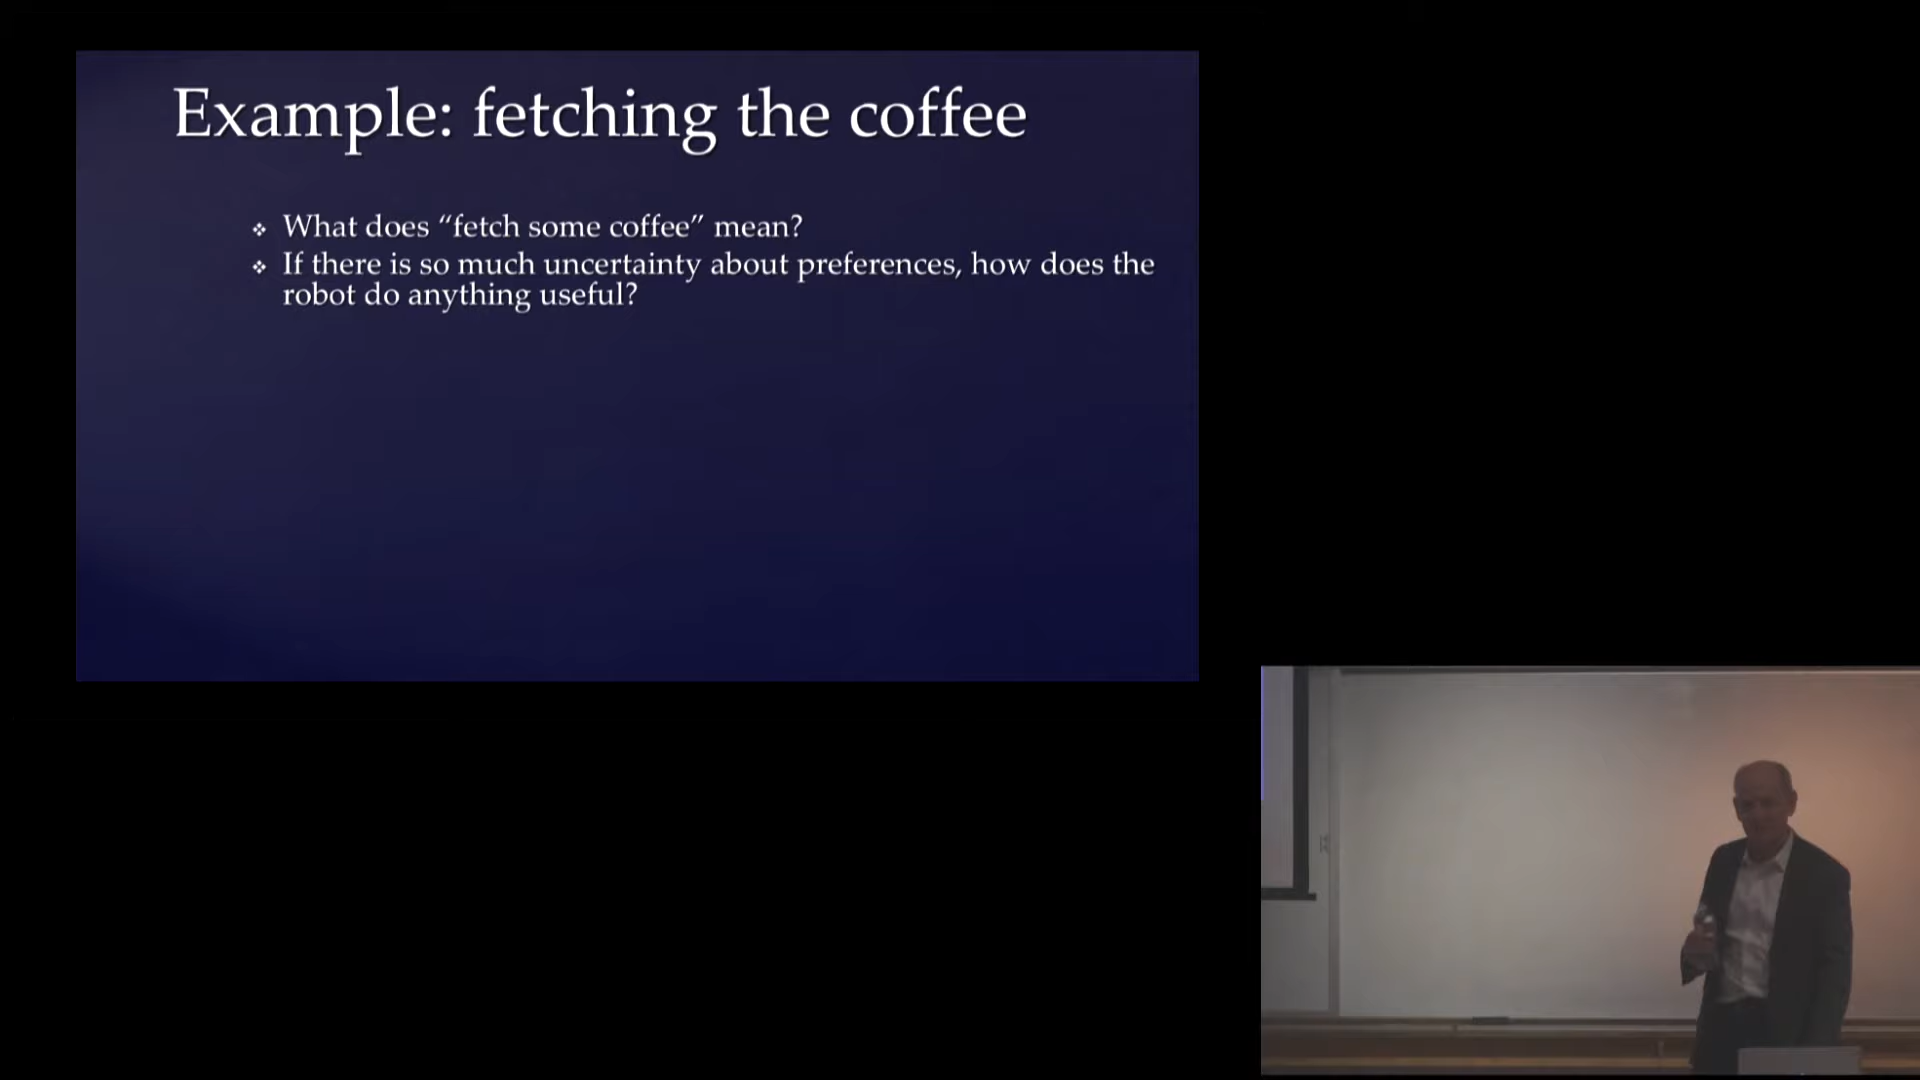 Example: fetching the coffee
What does “fetch some coffee” mean?
If there is so much uncertainty about preferences, how does the
robot do anything useful?